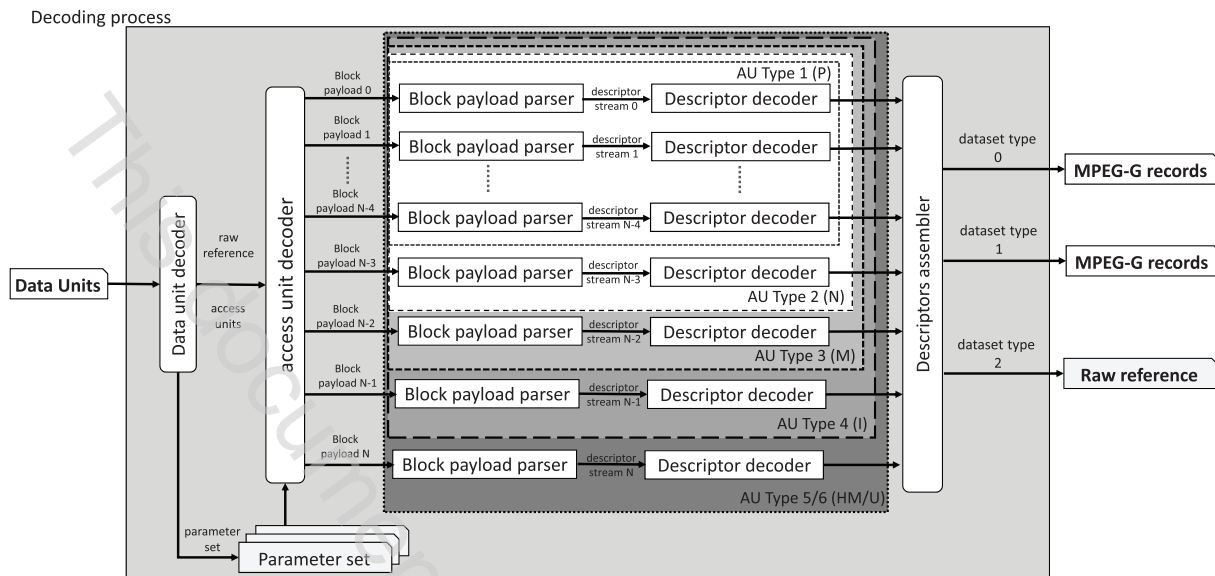 Decoding process
AU Type 1 (P)
Block
payload 0
Block payload parser
descriptor
stream 0
Descriptor decoder
Block
payload 1
Block payload parser
descriptor
stream 1
Descriptor decoder
dataset type
0
MPEG-G records
Block
payload N-4
Block payload parser
descriptor
stream N-4
Descriptor decoder
raw
reference
access
units
Block
payload N-3
Block payload parser
descriptor
stream N-3
Descriptor decoder
dataset type
1
MPEG-G records
Data Units
Data unit decoder
access unit decoder
Descriptors assembler
AU Type 2 (N)
Block
payload N-2
Block payload parser
descriptor
stream N-2
Descriptor decoder
AU Type 3 (M)
dataset type
2
Raw reference
Block
payload N-1
Block payload parser
descriptor
stream N-1
Descriptor decoder
AU Type 4 (I)
Block
payload N
Block payload parser
descriptor
stream N
Descriptor decoder
AU Type 5/6 (HM/U)
parameter
set
Parameter set
This documen